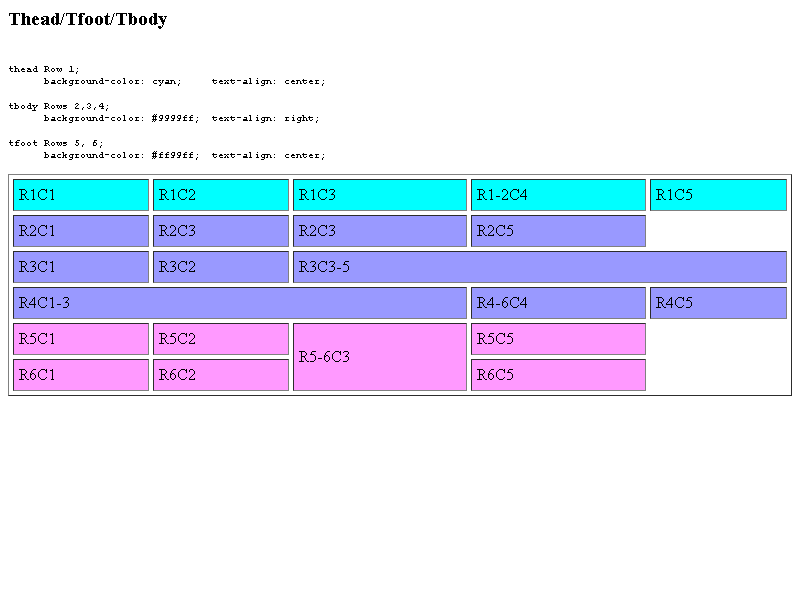 Thead/Tfoot/Tbody
thead Row 1;
background-color: cyan; text-align: center;
tbody Rows 2,3,4;
background-color: #9999ff; text-align: right;
tfoot Rows 5, 6;
background-color: #ff99ff; text-align: center;
R1C1 R1C2 R1C3 R1-2C4 R1C5
R2C1 R2C3 R2C3 R2C5
R3C1 R3C2 R3C3-5
R4C1-3 R4-6C4 R4C5
R5C1 R5C2 R5-6C3 R5C5
R6C1 R6C2 R6C5